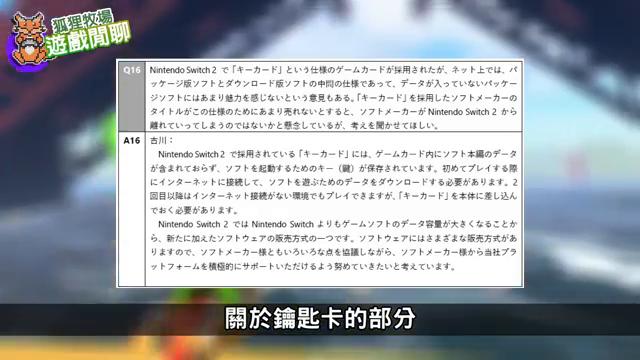 狐狸牧場
遊戲閒聊
Q16
Nintendo Switch 2 で「キーカード」という仕様のゲームカードが採用されたが、ネット上では、パ
ッケージ版ソフトとダウンロード版ソフトの中間の仕様であって、データが入っていないパッケー
ジソフトにはあまり魅力を感じないという意見もある。「キーカード」を採用したソフトメーカーの
タイトルがこの仕様のためにあまり売れないとすると、ソフトメーカーが Nintendo Switch 2 から
離れていってしまうのではないかと懸念しているが、考えを聞かせてほしい。
A16
古川：
Nintendo Switch 2 で採用されている「キーカード」には、ゲームカード内にソフト本編のデータ
が含まれておらず、ソフトを起動するためのキー（鍵）が保存されています。初めてプレイする際
にインターネットに接続して、ソフトを遊ぶためのデータをダウンロードする必要があります。2
回目以降はインターネット接続がない環境でもプレイできますが、「キーカード」を本体に差し込ん
でおく必要があります。
Nintendo Switch 2 では Nintendo Switch よりもゲームソフトのデータ容量が大きくなることか
ら、新たに加えたソフトウェアの販売方式の一つです。ソフトウェアにはさまざまな販売方式があ
りますので、ソフトメーカー様ともいろいろな点を協議しながら、ソフトメーカー様から当社プラ
ットフォームを積極的にサポートいただけるよう努めていきたいと考えています。
關於鑰匙卡的部分